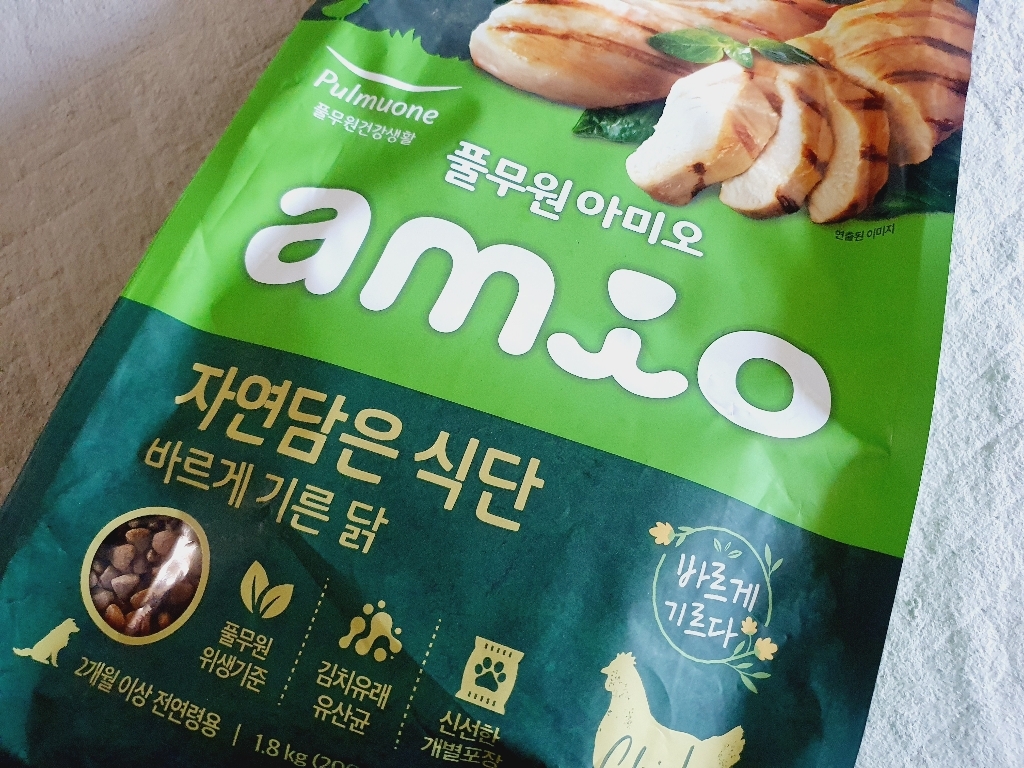 Pulmuone
풀무원건강생활
풀무원 아미오
연출된 이미지
amio
자연담은 식단
바르게 기른 닭
바르게
기르다
풀무원
위생기준
김치유래
유산균
신선한
개별포장
2개월 이상 전연령용 | 1.8 kg (200